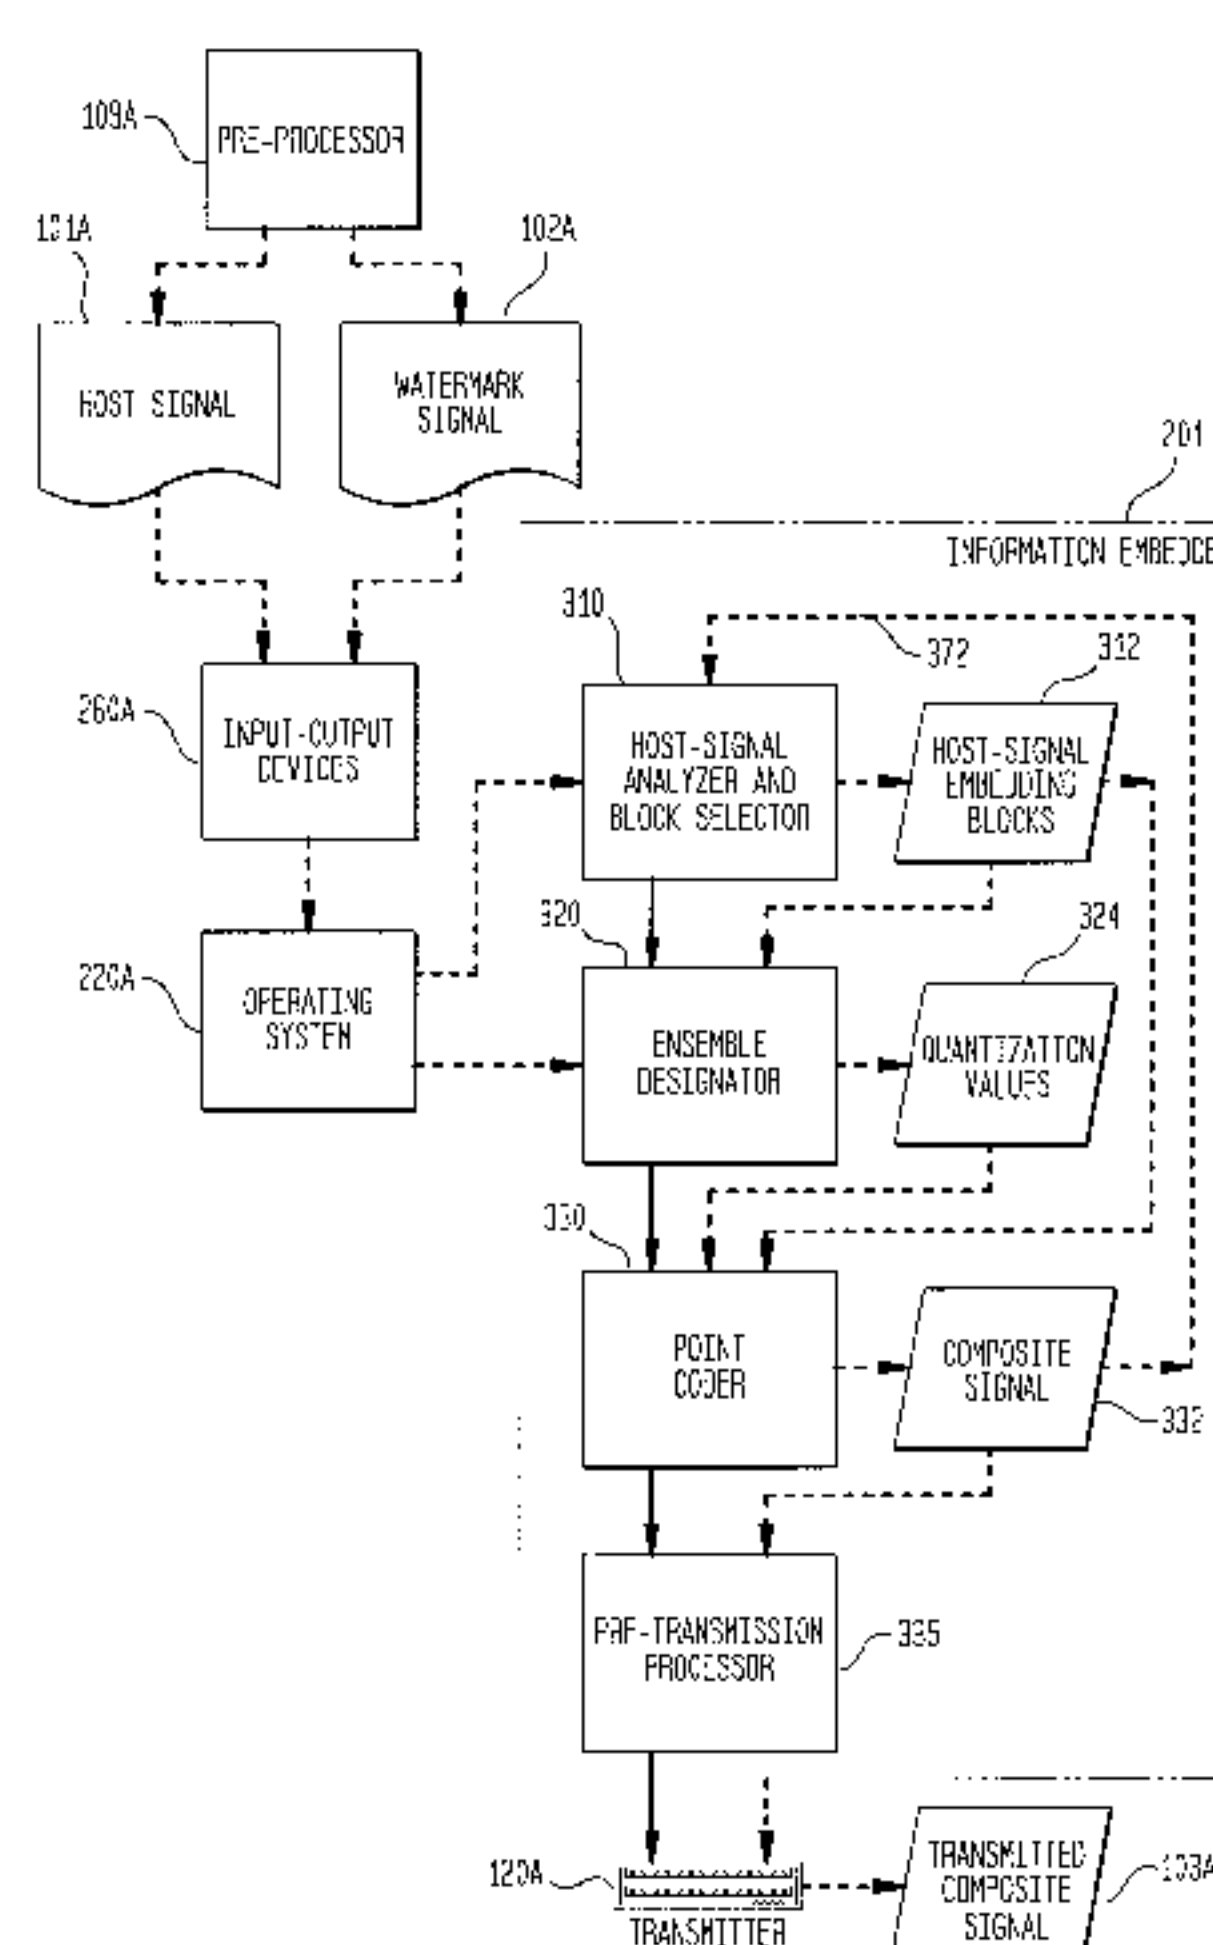 109A
PRE-PROCESSOR
101A
102A
HOST SIGNAL
WATERMARK
SIGNAL
201
INFORMATION EMBEDDE
310
372
312
260A
INPUT-OUTPUT
DEVICES
HOST-SIGNAL
ANALYZER AND
BLOCK SELECTOR
HOST-SIGNAL
EMBEDDING
BLOCKS
320
324
220A
OPERATING
SYSTEM
ENSEMBLE
DESIGNATOR
QUANTIZATION
VALUES
330
POINT
CODER
COMPOSITE
SIGNAL
332
PRE-TRANSMISSION
PROCESSOR
335
120A
TRANSMITTER
TRANSMITTED
COMPOSITE
SIGNAL
103A